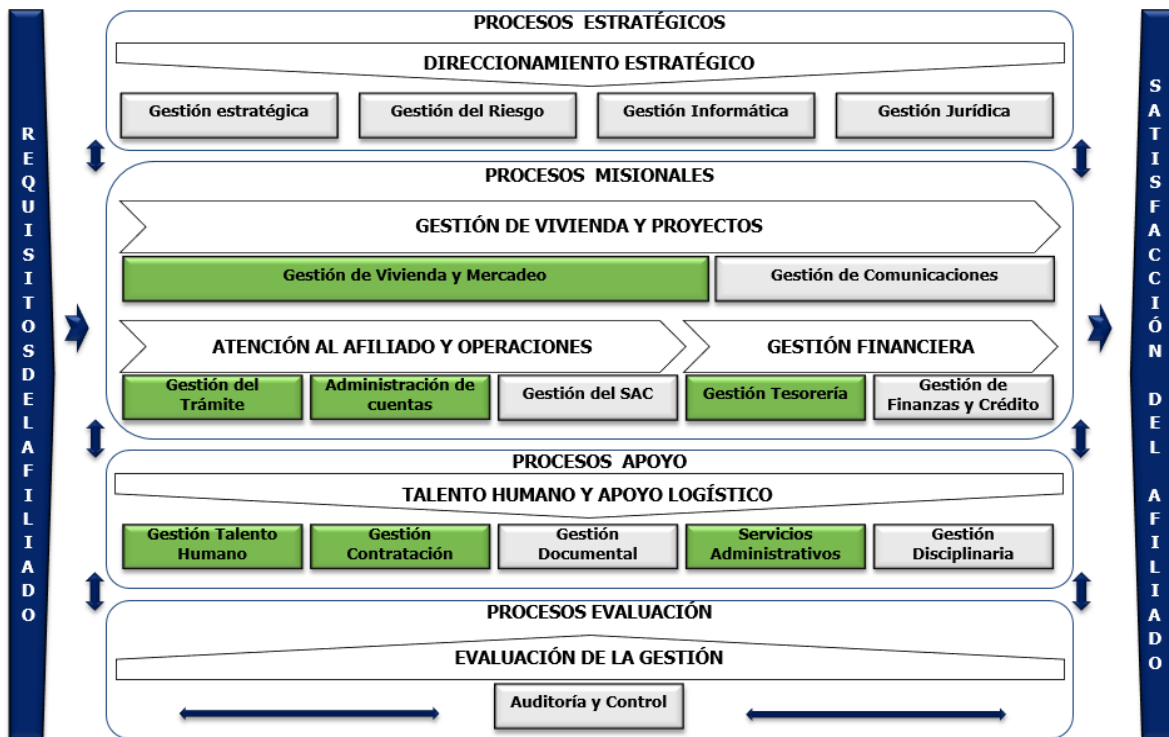 REQUISITOS DEL AFILIADO
PROCESOS ESTRATÉGICOS
DIRECCIONAMIENTO ESTRATÉGICO
Gestión estratégica
Gestión del Riesgo
Gestión Informática
Gestión Jurídica
PROCESOS MISIONALES
GESTIÓN DE VIVIENDA Y PROYECTOS
Gestión de Vivienda y Mercadeo
Gestión de Comunicaciones
ATENCIÓN AL AFILIADO Y OPERACIONES
GESTIÓN FINANCIERA
Gestión del
Trámite
Administración de
cuentas
Gestión del SAC
Gestión Tesorería
Gestión de
Finanzas y Crédito
PROCESOS APOYO
TALENTO HUMANO Y APOYO LOGÍSTICO
Gestión Talento
Humano
Gestión
Contratación
Gestión
Documental
Servicios
Administrativos
Gestión
Disciplinaria
PROCESOS EVALUACIÓN
EVALUACIÓN DE LA GESTIÓN
Auditoría y Control
SATISFACCIÓN DEL AFILIADO